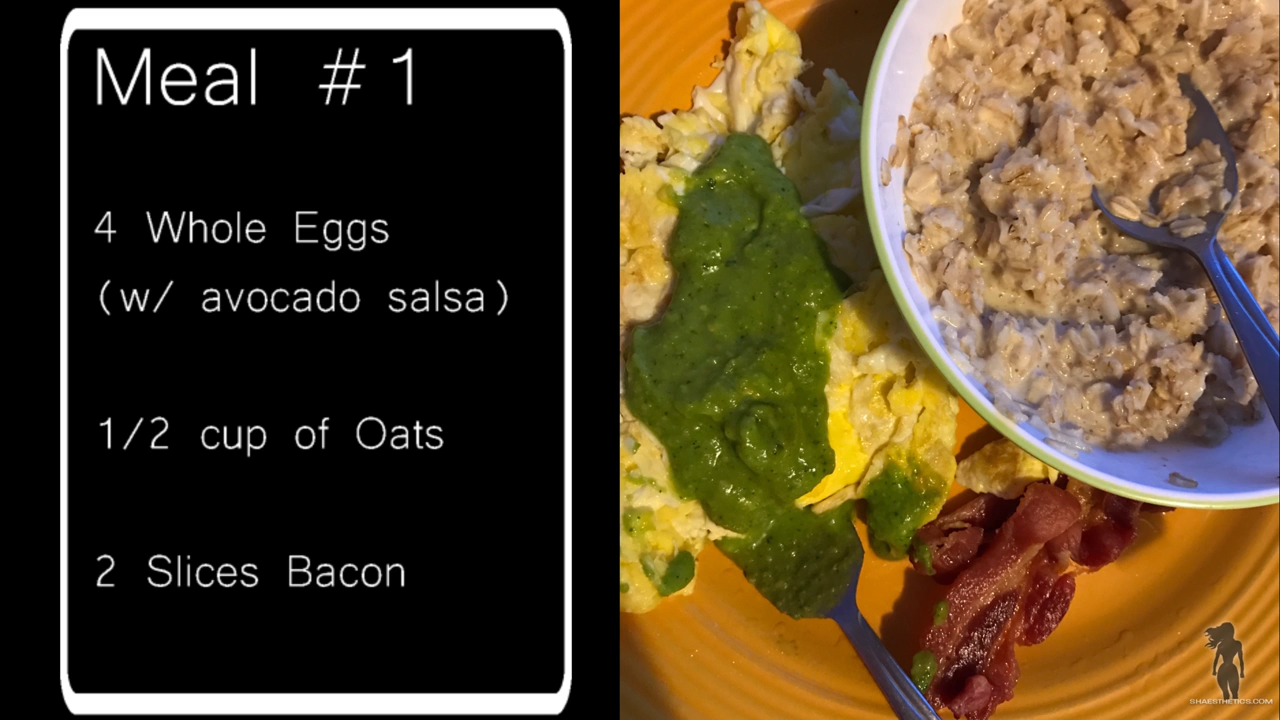 Meal #1
4 Whole Eggs
(w/ avocado salsa)
1/2 cup of Oats
2 Slices Bacon
SHAESTHETICS.COM